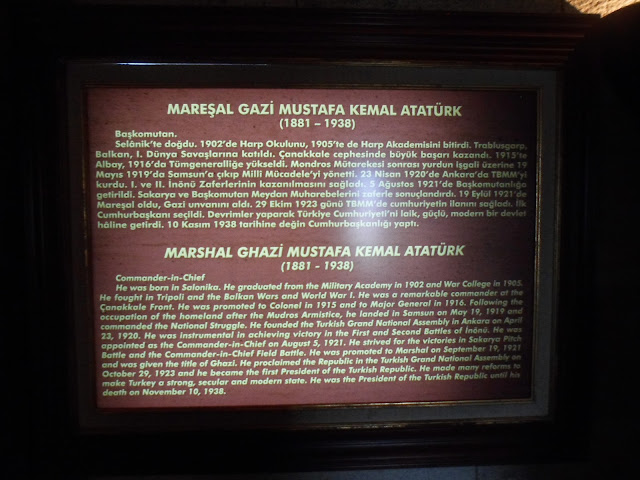 MAREŞAL GAZİ MUSTAFA KEMAL ATATÜRK
(1881 – 1938)
Başkomutan.
Selânik'te doğdu. 1902'de Harp Okulunu, 1905'te de Harp Akademisini bitirdi. Trablusgarp,
Balkan, I. Dünya Savaşlarına katıldı. Çanakkale cephesinde büyük başarı kazandı. 1915'te
Albay, 1916'da Tümgeneralliğe yükseldi. Mondros Mütarekesi sonrası yurdun işgali üzerine 19
Mayıs 1919'da Samsun'a çıkıp Milli Mücadele'yi yönetti. 23 Nisan 1920'de Ankara'da TBMM'yi
kurdu. I. ve II. İnönü Zaferlerinin kazanılmasını sağladı. 5 Ağustos 1921'de Başkomutanlığa
getirildi. Sakarya ve Başkomutan Meydan Muharebelerini zaferle sonuçlandırdı. 19 Eylül 1921'de
Mareşal oldu, Gazi unvanını aldı. 29 Ekim 1923 günü TBMM'de cumhuriyetin ilanını sağladı. İlk
Cumhurbaşkanı seçildi. Devrimler yaparak Türkiye Cumhuriyeti'ni laik, güçlü, modern bir devlet
hâline getirdi. 10 Kasım 1938 tarihine değin Cumhurbaşkanlığı yaptı.
MARSHAL GHAZİ MUSTAFA KEMAL ATATÜRK
(1881 - 1938)
Commander-in-Chief
He was born in Salonika. He graduated from the Military Academy in 1902 and War College in 1905.
He fought in Tripoli and the Balkan Wars and World War I. He was a remarkable commander at the
Çanakkale Front. He was promoted to Colonel in 1915 and to Major General in 1916. Following the
occupation of the homeland after the Mudros Armistice, he landed in Samsun on May 19, 1919 and
commanded the National Struggle. He founded the Turkish Grand National Assembly in Ankara on April
23, 1920. He was instrumental in achieving victory in the First and Second Battles of İnönü. He was
appointed as the Commander-in-Chief on August 5, 1921. He strived for the victories in Sakarya Pitch
Battle and the Commander-in-Chief Field Battle. He was promoted to Marshal on September 19, 1921
and was given the title of Ghazi. He proclaimed the Republic in the Turkish Grand National Assembly on
October 29, 1923 and he became the first President of the Turkish Republic. He made many reforms to
make Turkey a strong, secular and modern state. He was the President of the Turkish Republic until his
death on November 10, 1938.